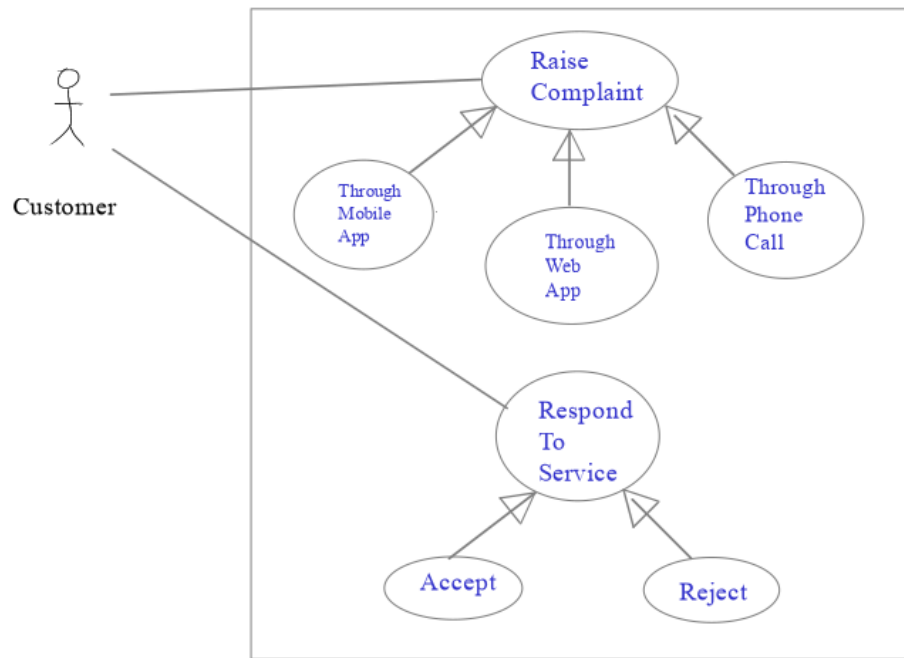 Raise
Complaint
Customer
Through
Mobile
App
Through
Web
App
Through
Phone
Call
Respond
To
Service
Accept
Reject